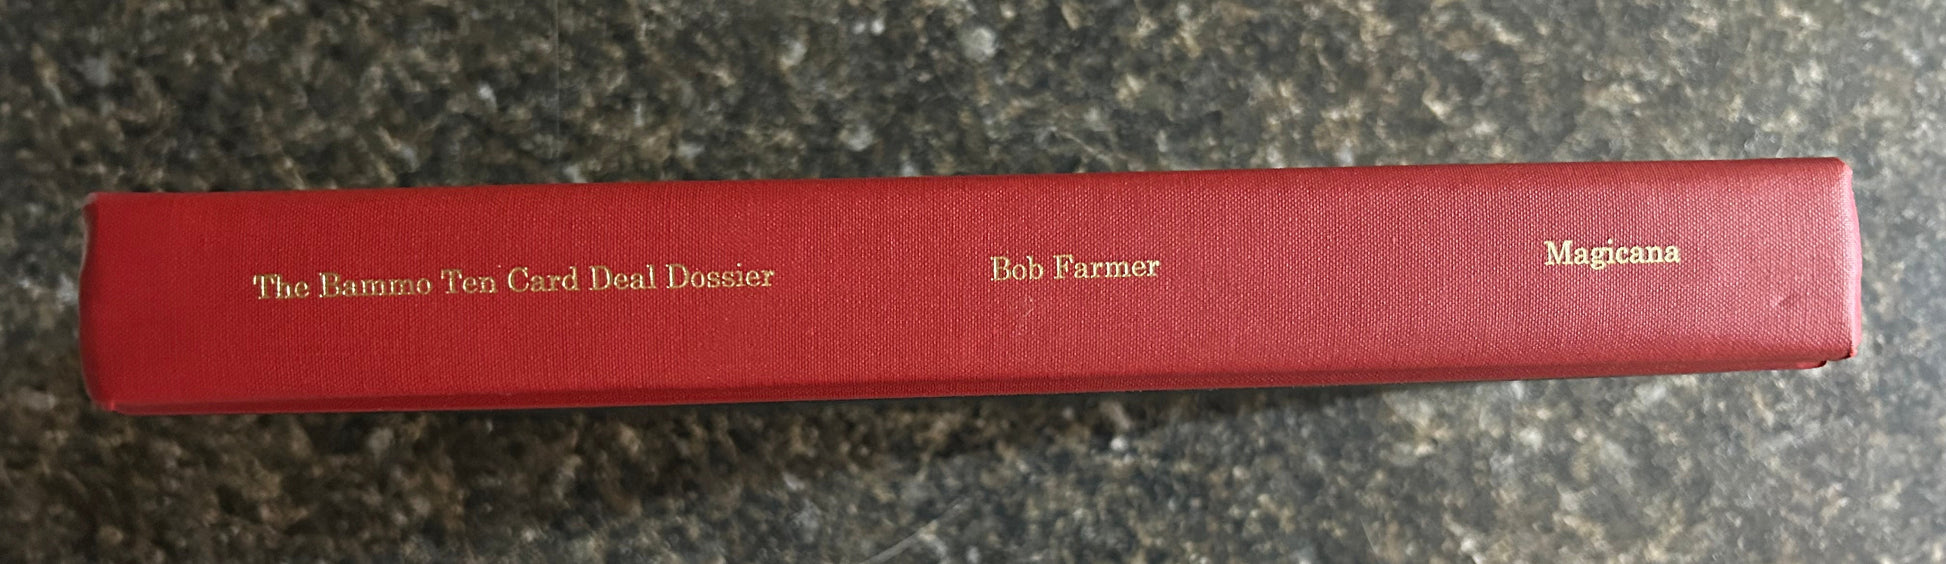 The Bammo Ten Card Deal Dossier Bob Farmer Magicana